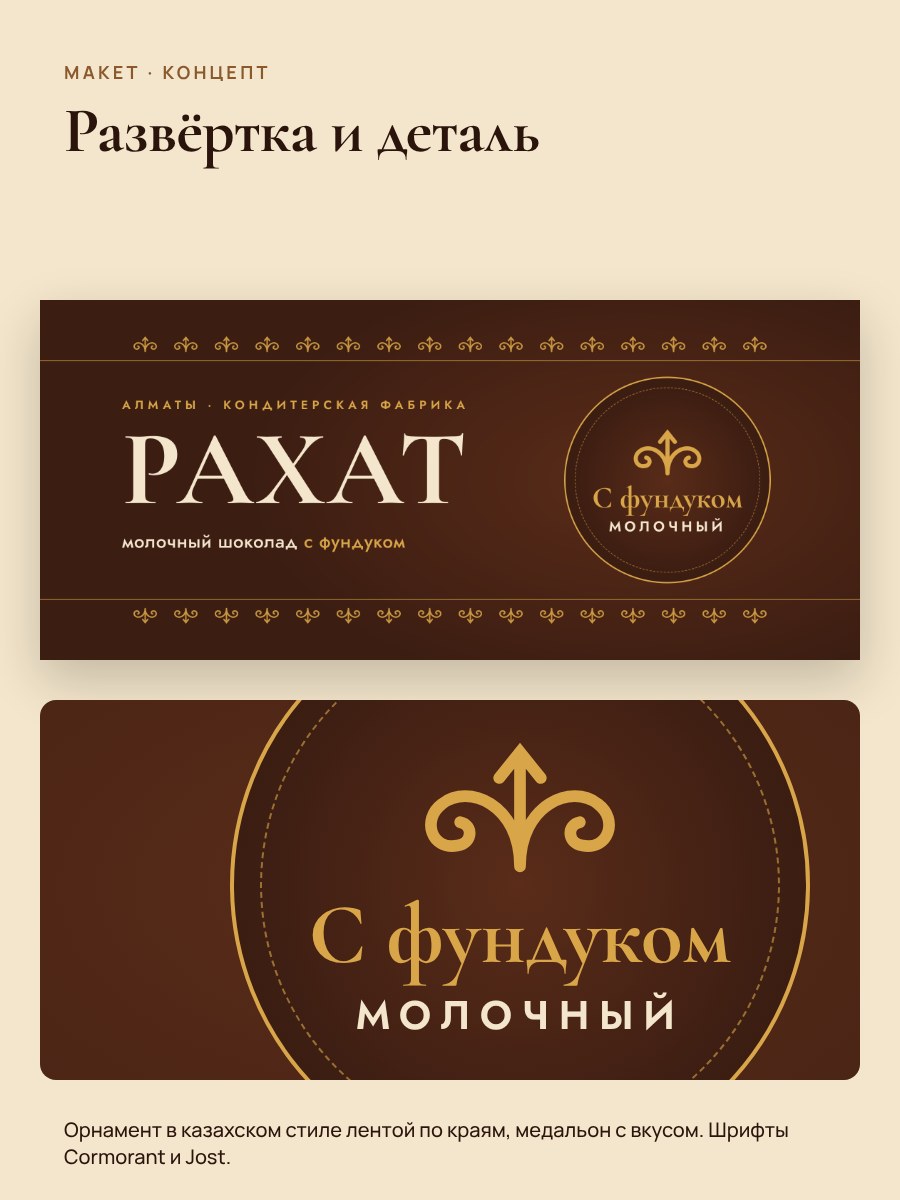 МАКЕТ · КОНЦЕПТ
Развёртка и деталь
АЛМАТЫ · КОНДИТЕРСКАЯ ФАБРИКА
РАХАТ
молочный шоколад с фундуком
С фундуком
МОЛОЧНЫЙ
С фундуком
МОЛОЧНЫЙ
Орнамент в казахском стиле лентой по краям, медальон с вкусом. Шрифты
Cormorant и Jost.